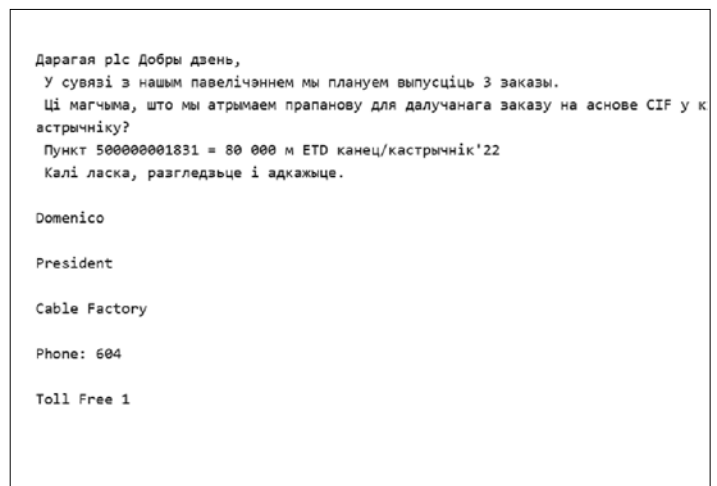 Дарагая plc Добры дзень,
У сувязі з нашым павелічэннем мы плануем выпусціць 3 заказы.
Ці магчыма, што мы атрымаем прапанову для далучанага заказу на аснове CIF у к
астрычніку?
Пункт 500000001831 = 80 000 м ETD канец/кастрычнік'22
Калі ласка, разгледзьце і адкажыце.
Domenico
President
Cable Factory
Phone: 604
Toll Free 1